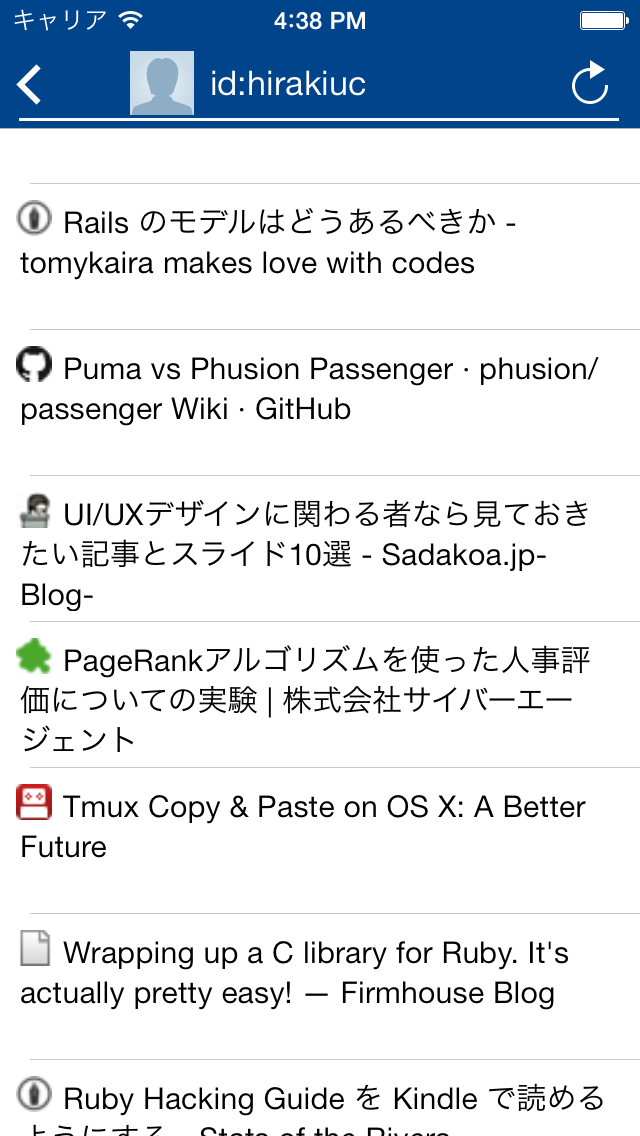 キャリア 4:38 PM
id:hirakiuc
Rails のモデルはどうあるべきか -
tomykaira makes love with codes
Puma vs Phusion Passenger · phusion/
passenger Wiki · GitHub
UI/UXデザインに関わる者なら見ておき
たい記事とスライド10選 - Sadakoa.jp-
Blog-
PageRankアルゴリズムを使った人事評
価についての実験 | 株式会社サイバーエー
ジェント
Tmux Copy & Paste on OS X: A Better
Future
Wrapping up a C library for Ruby. It's
actually pretty easy! — Firmhouse Blog
Ruby Hacking Guide を Kindle で読める
ようにする - State of the Rivers